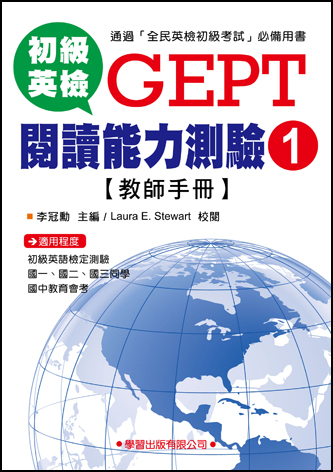 通過「全民英檢初級考試」必備用書
初級
英檢
GEPT
閱讀能力測驗1
【教師手冊】
李冠勳 主編/Laura E. Stewart 校閱
➔適用程度
初級英語檢定測驗
國一、國二、國三同學
國中教育會考
•學習出版有限公司•